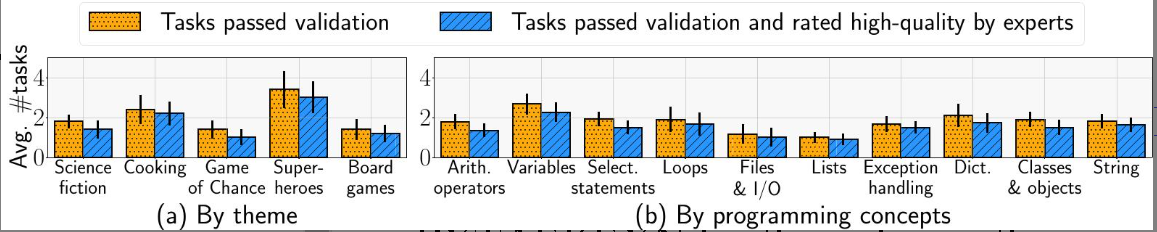 Tasks passed validation
Tasks passed validation and rated high-quality by experts
Avg. #tasks
4
2
0
Science fiction
Cooking
Game of Chance
Super-heroes
Board games
(a) By theme
4
2
0
Arith. operators
Variables
Select. statements
Loops
Files & I/O
Lists
Exception handling
Dict.
Classes & objects
String
(b) By programming concepts